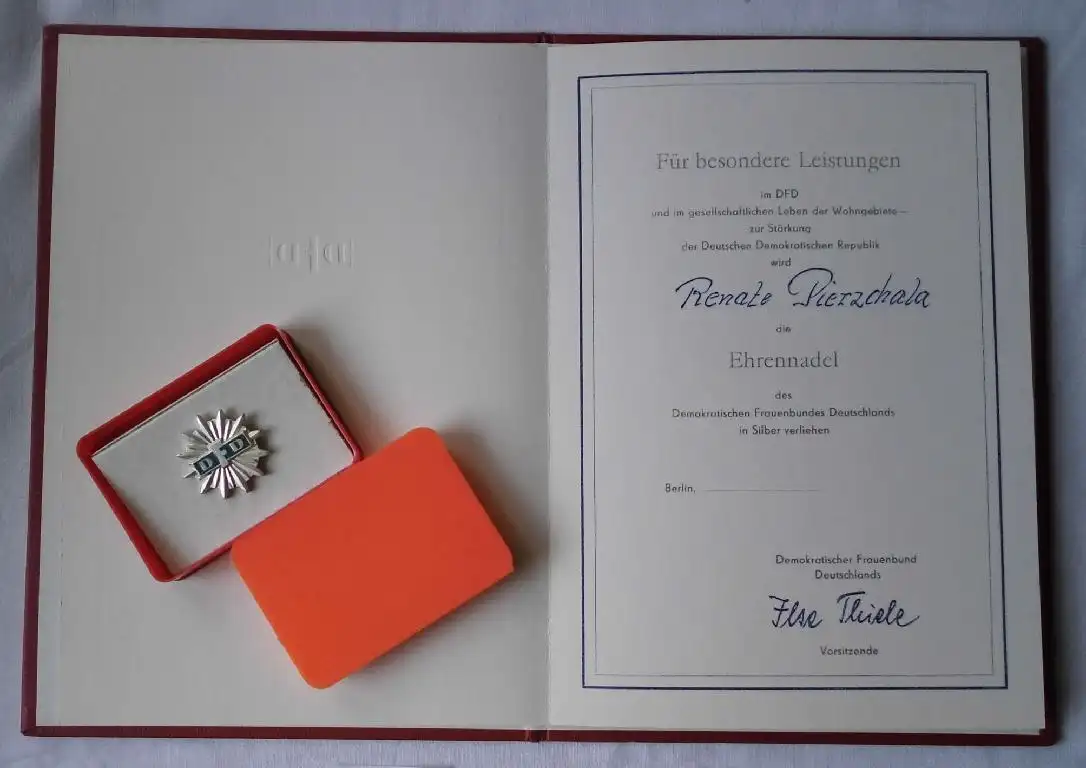 Für besondere Leistungen
im DFD
und im gesellschaftlichen Leben der Wohngebiete —
zur Stärkung
der Deutschen Demokratischen Republik
wird
Renate Pierzchala
die
Ehrennadel
des
Demokratischen Frauenbundes Deutschlands
in Silber verliehen
Berlin,
Demokratischer Frauenbund
Deutschlands
Ilse Thiele
Vorsitzende
DFD